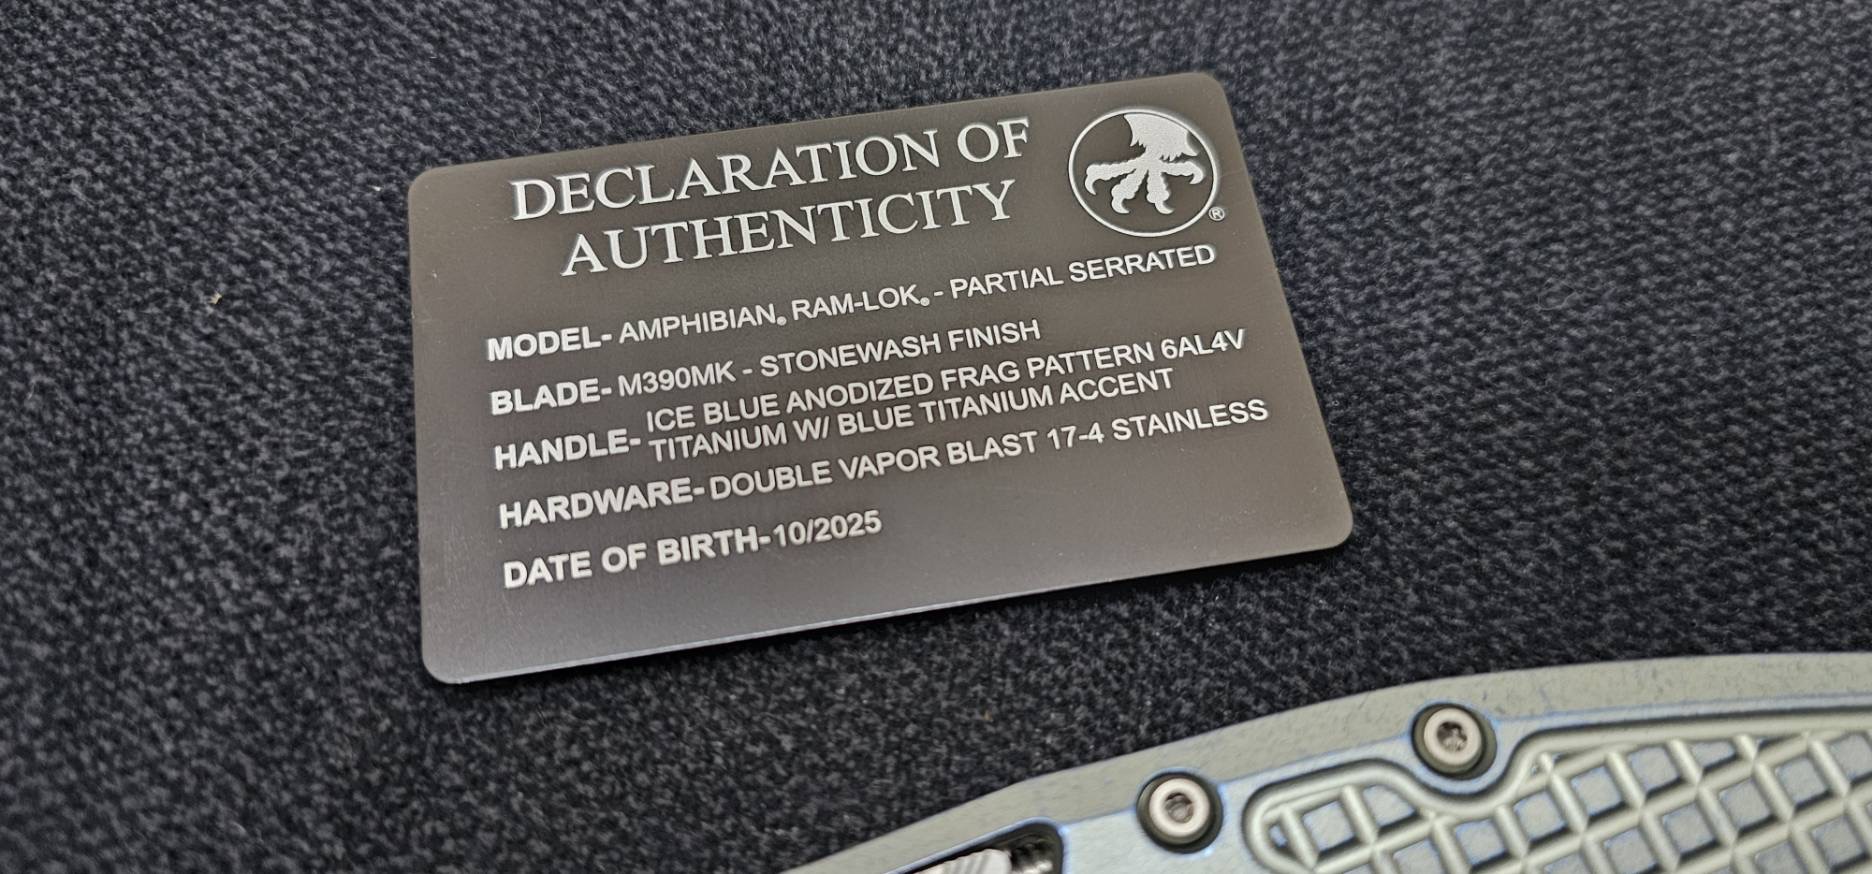 DECLARATION OF
AUTHENTICITY
®
MODEL- AMPHIBIAN® RAM-LOK® - PARTIAL SERRATED
BLADE- M390MK - STONEWASH FINISH
HANDLE- ICE BLUE ANODIZED FRAG PATTERN 6AL4V
TITANIUM W/ BLUE TITANIUM ACCENT
HARDWARE- DOUBLE VAPOR BLAST 17-4 STAINLESS
DATE OF BIRTH- 10/2025